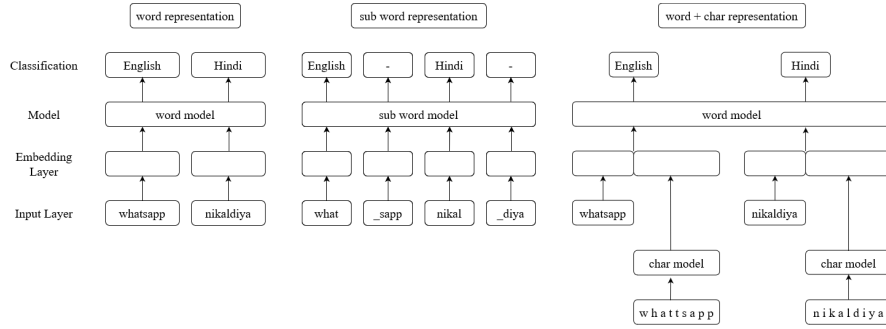 word representation
sub word representation
word + char representation
Classification
English
Hindi
English
-
Hindi
-
English
Hindi
Model
word model
sub word model
word model
Embedding
Layer
Input Layer
whatsapp
nikaldiya
what
_sapp
nikal
_diya
whatsapp
nikaldiya
char model
char model
w h a t t s a p p
n i k a l d i y a